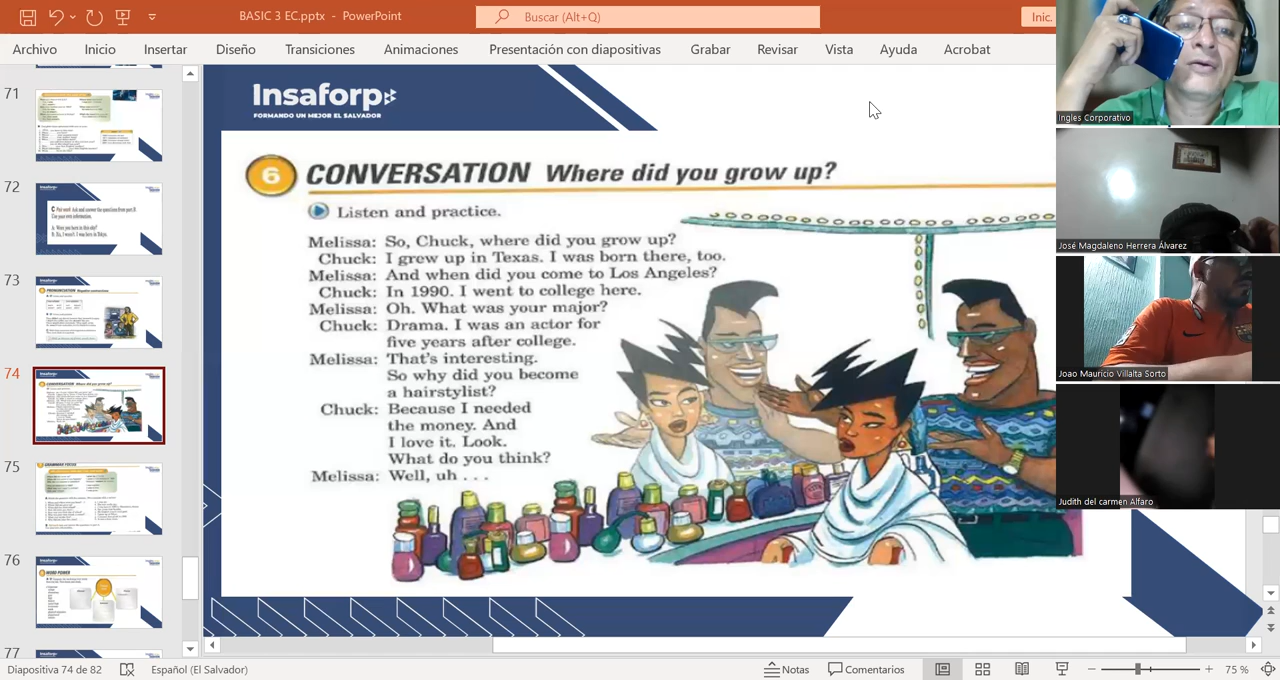 BASIC 3 EC.pptx - PowerPoint
Buscar (Alt+Q)
Inic.
Archivo Inicio Insertar Diseño Transiciones Animaciones Presentación con diapositivas Grabar Revisar Vista Ayuda Acrobat
71
72
73
74
75
76
77
Insaforp
FORMANDO UN MEJOR EL SALVADOR
6 CONVERSATION Where did you grow up?
Listen and practice.
Melissa: So, Chuck, where did you grow up?
Chuck: I grew up in Texas. I was born there, too.
Melissa: And when did you come to Los Angeles?
Chuck: In 1990. I went to college here.
Melissa: Oh. What was your major?
Chuck: Drama. I was an actor for
five years after college.
Melissa: That's interesting.
So why did you become
a hairstylist?
Chuck: Because I needed
the money. And
I love it. Look.
What do you think?
Melissa: Well, uh . . .
Ingles Corporativo
José Magdaleno Herrera Álvarez
Joao Mauricio Villalta Sorto
Judith del carmen Alfaro
Diapositiva 74 de 82
Español (El Salvador)
Notas
Comentarios
75 %